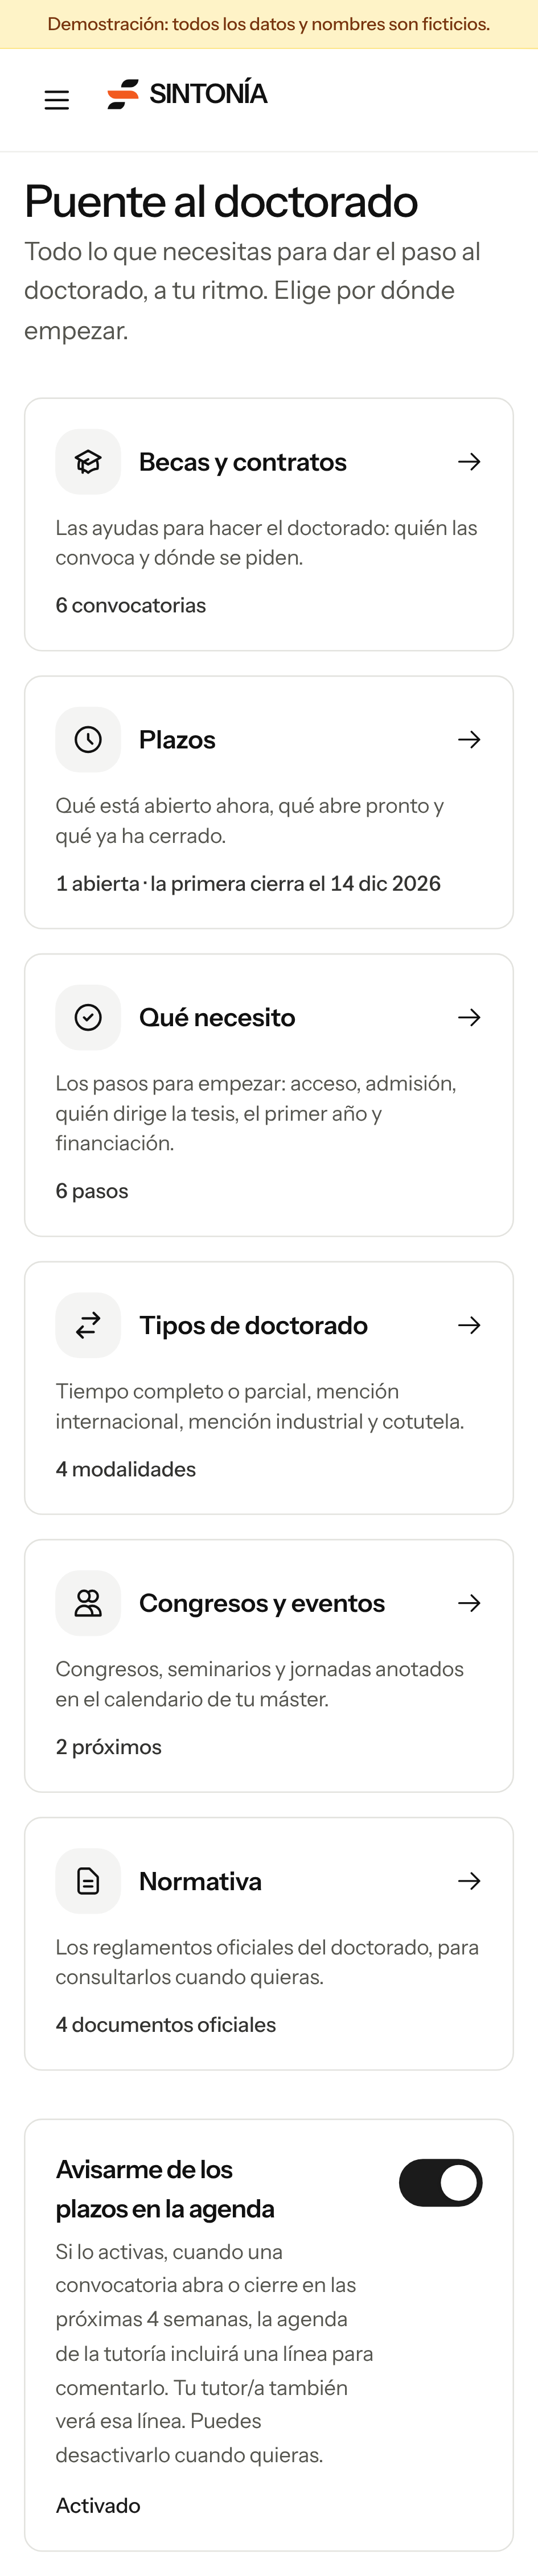 Demostración: todos los datos y nombres son ficticios.
SINTONÍA
Puente al doctorado
Todo lo que necesitas para dar el paso al
doctorado, a tu ritmo. Elige por dónde
empezar.
Becas y contratos
Las ayudas para hacer el doctorado: quién las
convoca y dónde se piden.
6 convocatorias
Plazos
Qué está abierto ahora, qué abre pronto y
qué ya ha cerrado.
1 abierta · la primera cierra el 14 dic 2026
Qué necesito
Los pasos para empezar: acceso, admisión,
quién dirige la tesis, el primer año y
financiación.
6 pasos
Tipos de doctorado
Tiempo completo o parcial, mención
internacional, mención industrial y cotutela.
4 modalidades
Congresos y eventos
Congresos, seminarios y jornadas anotados
en el calendario de tu máster.
2 próximos
Normativa
Los reglamentos oficiales del doctorado, para
consultarlos cuando quieras.
4 documentos oficiales
Avisarme de los
plazos en la agenda
Si lo activas, cuando una
convocatoria abra o cierre en las
próximas 4 semanas, la agenda
de la tutoría incluirá una línea para
comentarlo. Tu tutor/a también
verá esa línea. Puedes
desactivarlo cuando quieras.
Activado